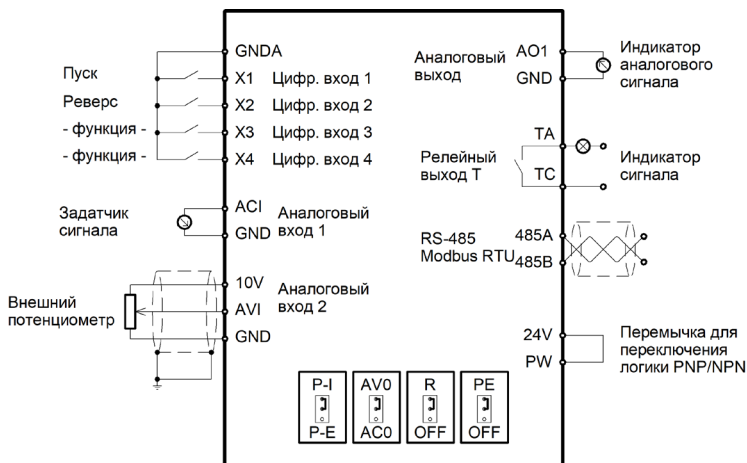 GNDA
Пуск
X1 Цифр. вход 1
Реверс
X2 Цифр. вход 2
- функция -
X3 Цифр. вход 3
- функция -
X4 Цифр. вход 4
Задатчик
сигнала
ACI
GND
Аналоговый
вход 1
Внешний
потенциометр
10V
AVI
GND
Аналоговый
вход 2
Аналоговый
выход
AO1
GND
Индикатор
аналогового
сигнала
Релейный
выход T
TA
TC
Индикатор
сигнала
RS-485
Modbus RTU
485A
485B
24V
PW
Перемычка для
переключения
логики PNP/NPN
P-I
P-E
AV0
AC0
R
OFF
PE
OFF